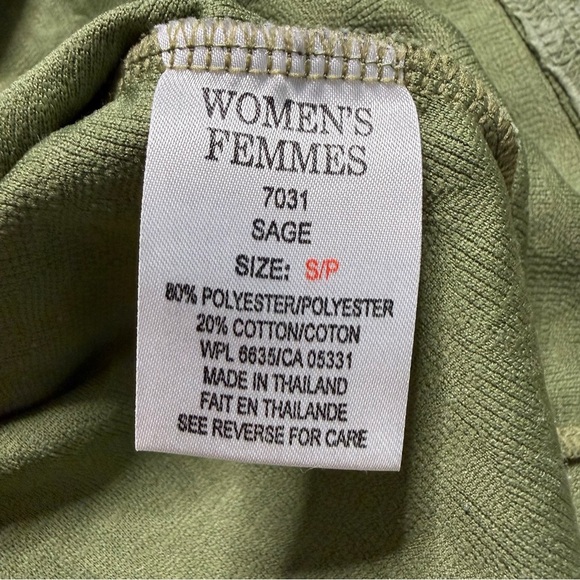 WOMEN'S
FEMMES
7031
SAGE
SIZE: S/P
80% POLYESTER/POLYESTER
20% COTTON/COTON
WPL 6635/CA 05331
MADE IN THAILAND
FAIT EN THAILANDE
SEE REVERSE FOR CARE